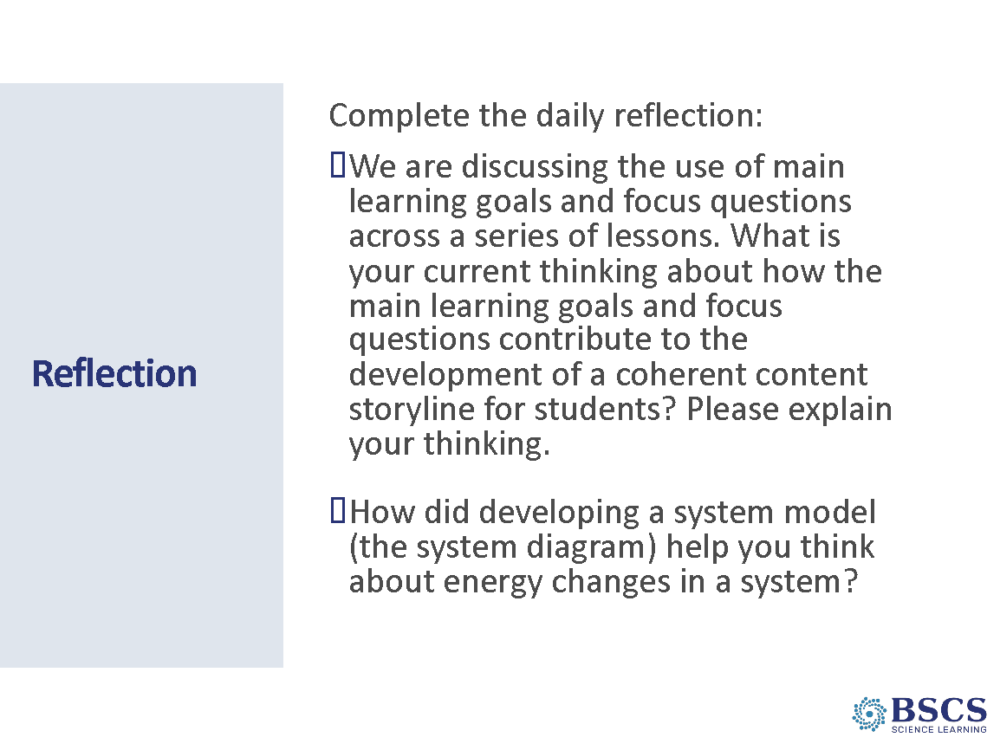 Reflection
Complete the daily reflection:
We are discussing the use of main
learning goals and focus questions
across a series of lessons. What is
your current thinking about how the
main learning goals and focus
questions contribute to the
development of a coherent content
storyline for students? Please explain
your thinking.
How did developing a system model
(the system diagram) help you think
about energy changes in a system?
BSCS
SCIENCE LEARNING